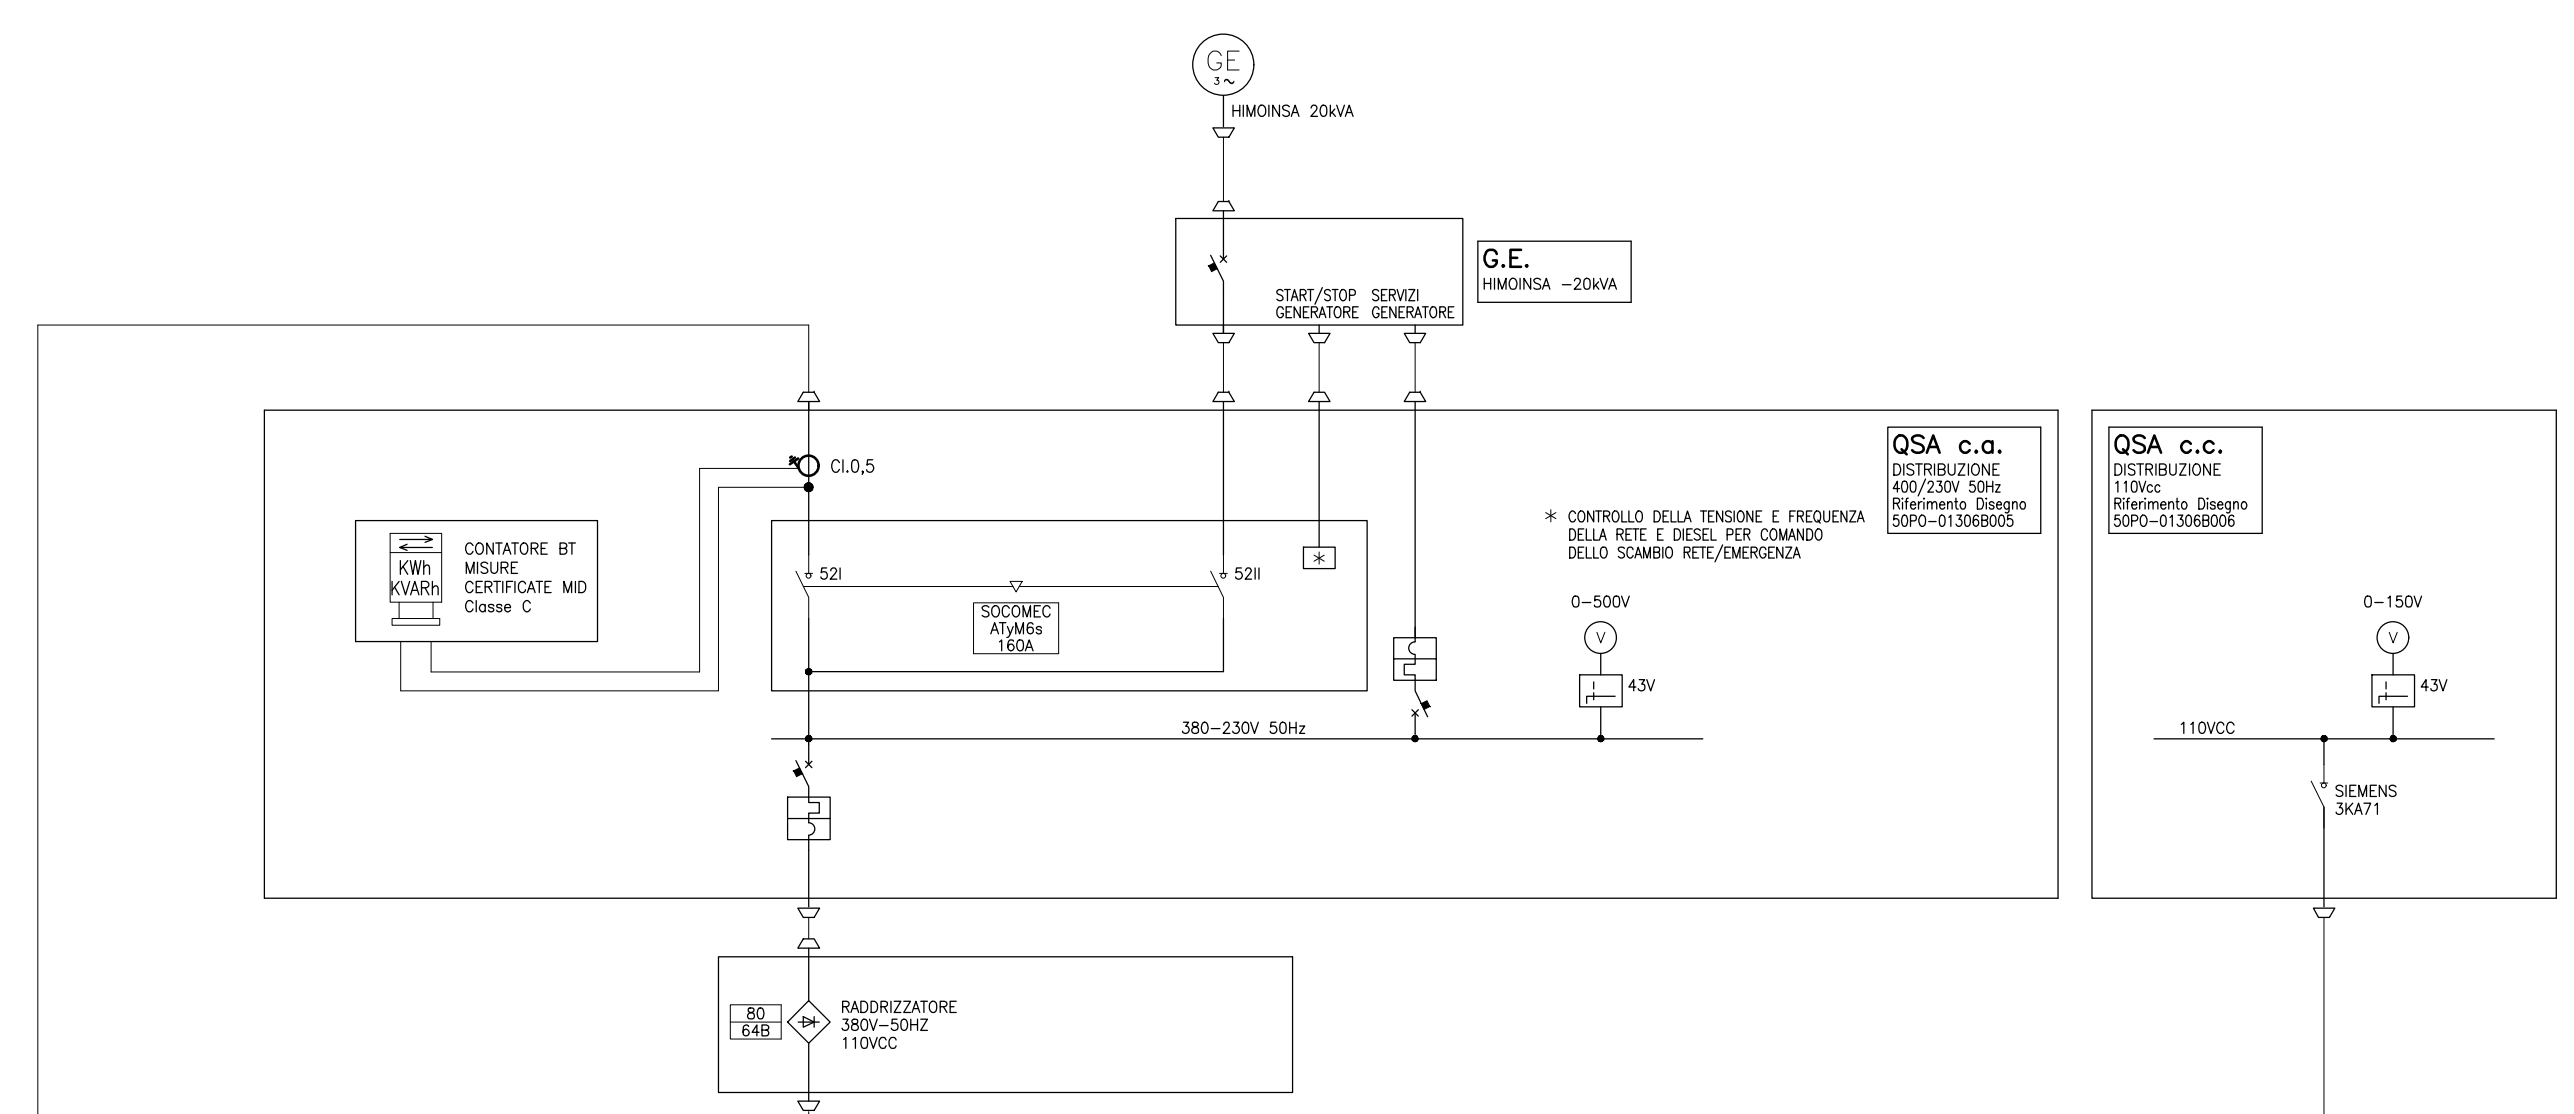 GE
3~
HIMOINSA 20kVA
G.E.
HIMOINSA -20kVA
START/STOP
GENERATORE
SERVIZI
GENERATORE
CI.0,5
QSA c.a.
DISTRIBUZIONE
400/230V 50Hz
Riferimento Disegno
50PO-01306B005
QSA c.c.
DISTRIBUZIONE
110Vcc
Riferimento Disegno
50PO-01306B006
* CONTROLLO DELLA TENSIONE E FREQUENZA
DELLA RETE E DIESEL PER COMANDO
DELLO SCAMBIO RETE/EMERGENZA
KWh
KVARh
CONTATORE BT
MISURE
CERTIFICATE MID
Classe C
52I
52II
*
SOCOMEC
ATyM6s
160A
0-500V
V
43V
0-150V
V
43V
380-230V 50Hz
110VCC
SIEMENS
3KA71
80
64B
RADDRIZZATORE
380V-50HZ
110VCC